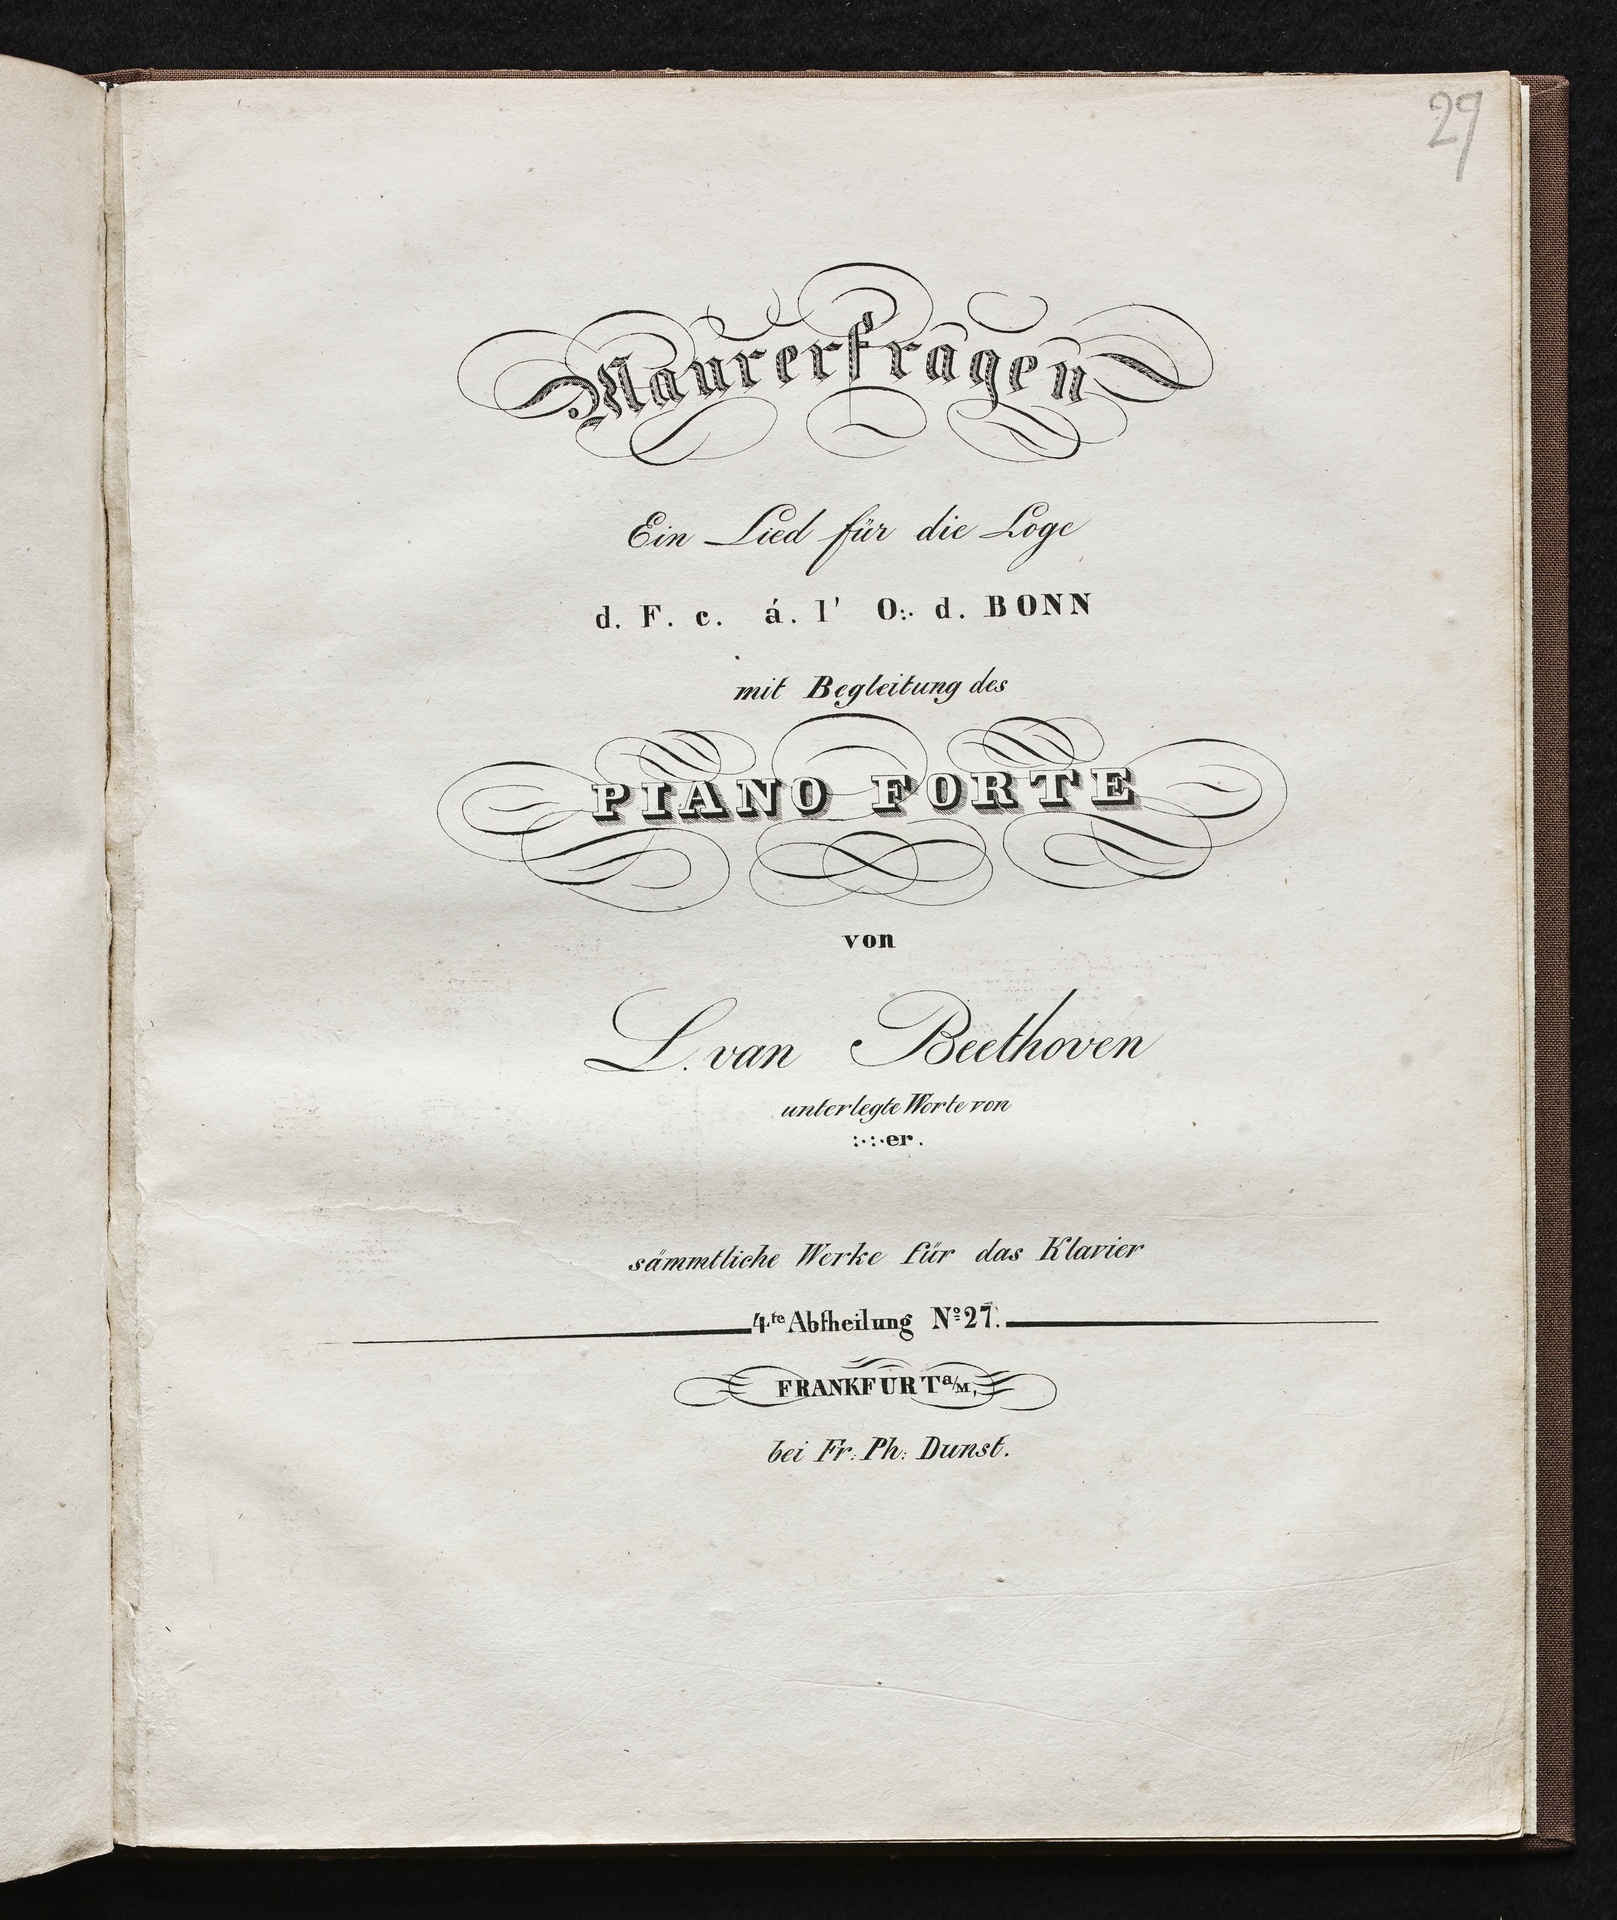 29
Maurerfragen
Ein Lied für die Loge
d. F. c. á. l' O:. d. BONN
mit Begleitung des
PIANO FORTE
von
L. van Beethoven
unterlegte Worte von
:·:·er.
sämmtliche Werke für das Klavier
4te Abtheilung No 27.
FRANKFURT a/M,
bei Fr: Ph: Dunst.